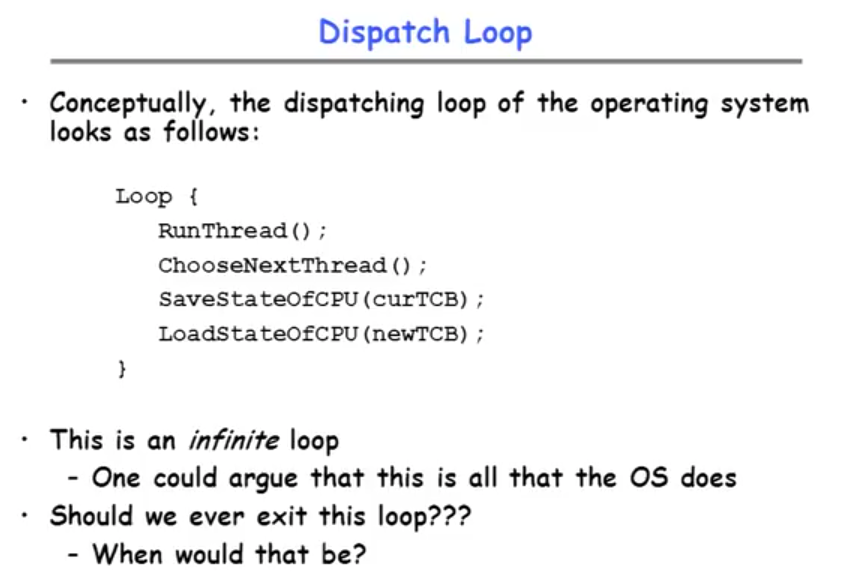 Dispatch Loop
· Conceptually, the dispatching loop of the operating system
looks as follows:
Loop {
RunThread();
ChooseNextThread();
SaveStateOfCPU(curTCB);
LoadStateOfCPU(newTCB);
}
· This is an infinite loop
- One could argue that this is all that the OS does
· Should we ever exit this loop???
- When would that be?